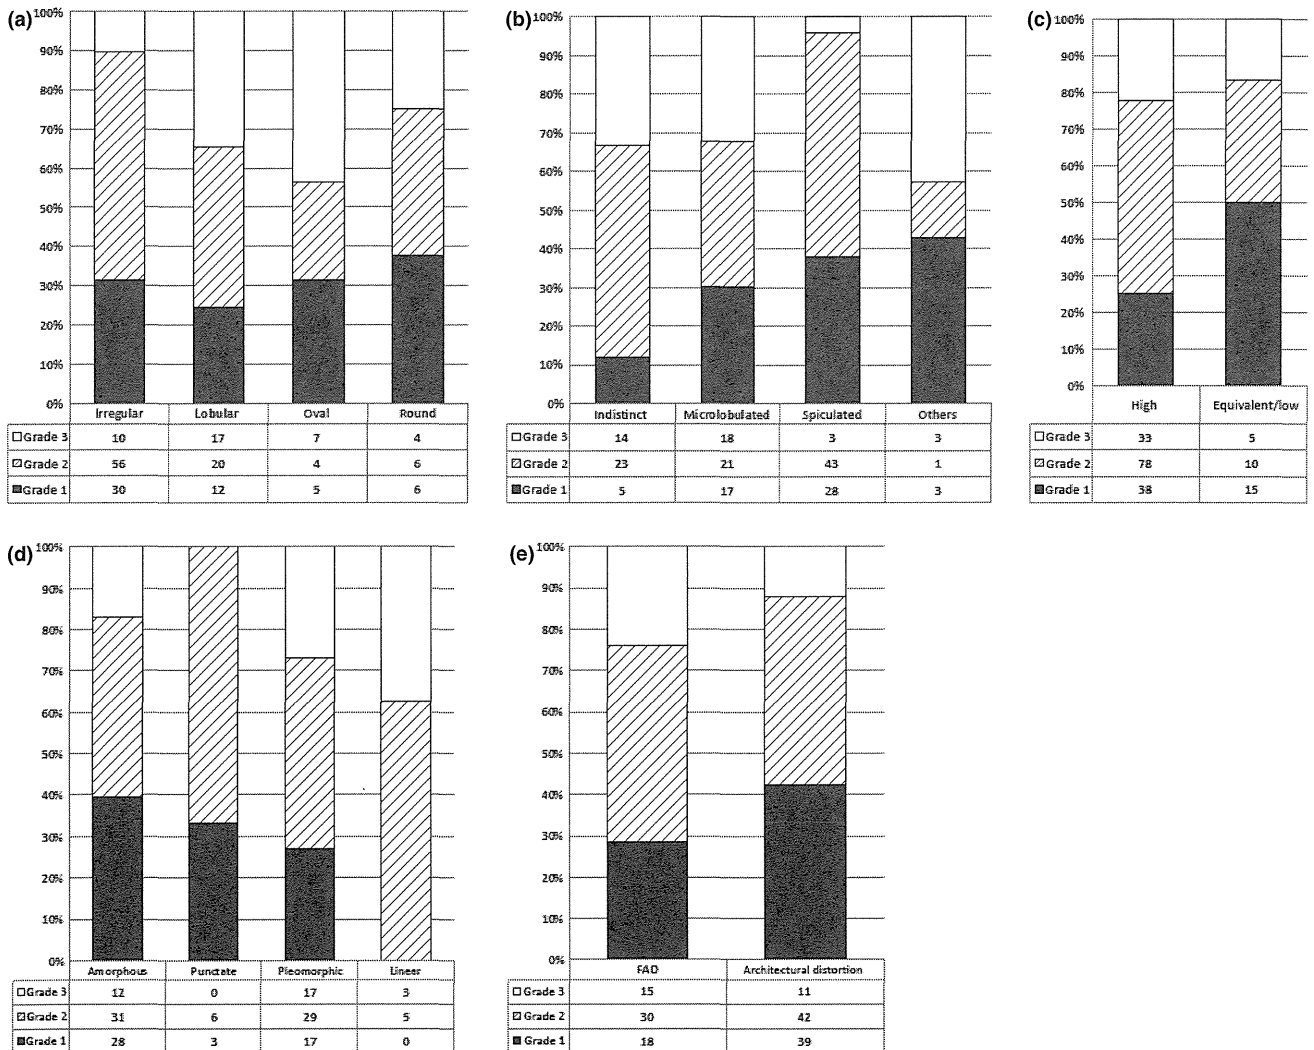 (a)
100%
90%
80%
70%
60%
50%
40%
30%
20%
10%
0%
Irregular Lobular Oval Round
Grade 3 10 17 7 4
Grade 2 56 20 4 6
Grade 1 30 12 5 6
(b)
100%
90%
80%
70%
60%
50%
40%
30%
20%
10%
0%
Indistinct Microlobulated Spiculated Others
Grade 3 14 18 3 3
Grade 2 23 21 43 1
Grade 1 5 17 28 3
(c)
100%
90%
80%
70%
60%
50%
40%
30%
20%
10%
0%
High Equivalent/low
Grade 3 33 5
Grade 2 78 10
Grade 1 38 15
(d)
100%
90%
80%
70%
60%
50%
40%
30%
20%
10%
0%
Amorphous Punctate Pleomorphic Linear
Grade 3 12 0 17 3
Grade 2 31 6 29 5
Grade 1 28 3 17 0
(e)
100%
90%
80%
70%
60%
50%
40%
30%
20%
10%
0%
FAD Architectural distortion
Grade 3 15 11
Grade 2 30 42
Grade 1 18 39